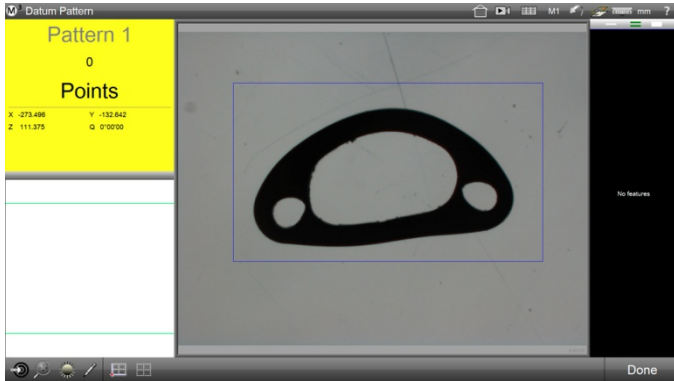 M3 Datum Pattern
M1
mm ?
Pattern 1
0
Points
X -273.496 Y -132.642
Z 111.375 Q 0°00'00
No features
Done